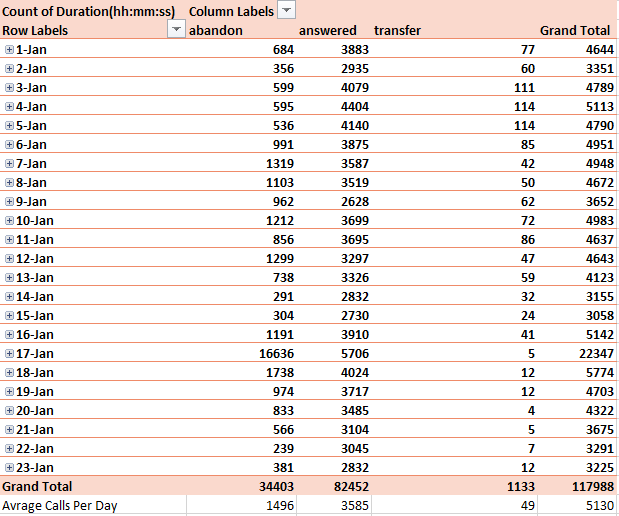 Count of Duration(hh:mm:ss) Column Labels
Row Labels abandon answered transfer Grand Total
1-Jan 684 3883 77 4644
2-Jan 356 2935 60 3351
3-Jan 599 4079 111 4789
4-Jan 595 4404 114 5113
5-Jan 536 4140 114 4790
6-Jan 991 3875 85 4951
7-Jan 1319 3587 42 4948
8-Jan 1103 3519 50 4672
9-Jan 962 2628 62 3652
10-Jan 1212 3699 72 4983
11-Jan 856 3695 86 4637
12-Jan 1299 3297 47 4643
13-Jan 738 3326 59 4123
14-Jan 291 2832 32 3155
15-Jan 304 2730 24 3058
16-Jan 1191 3910 41 5142
17-Jan 16636 5706 5 22347
18-Jan 1738 4024 12 5774
19-Jan 974 3717 12 4703
20-Jan 833 3485 4 4322
21-Jan 566 3104 5 3675
22-Jan 239 3045 7 3291
23-Jan 381 2832 12 3225
Grand Total 34403 82452 1133 117988
Avrage Calls Per Day 1496 3585 49 5130